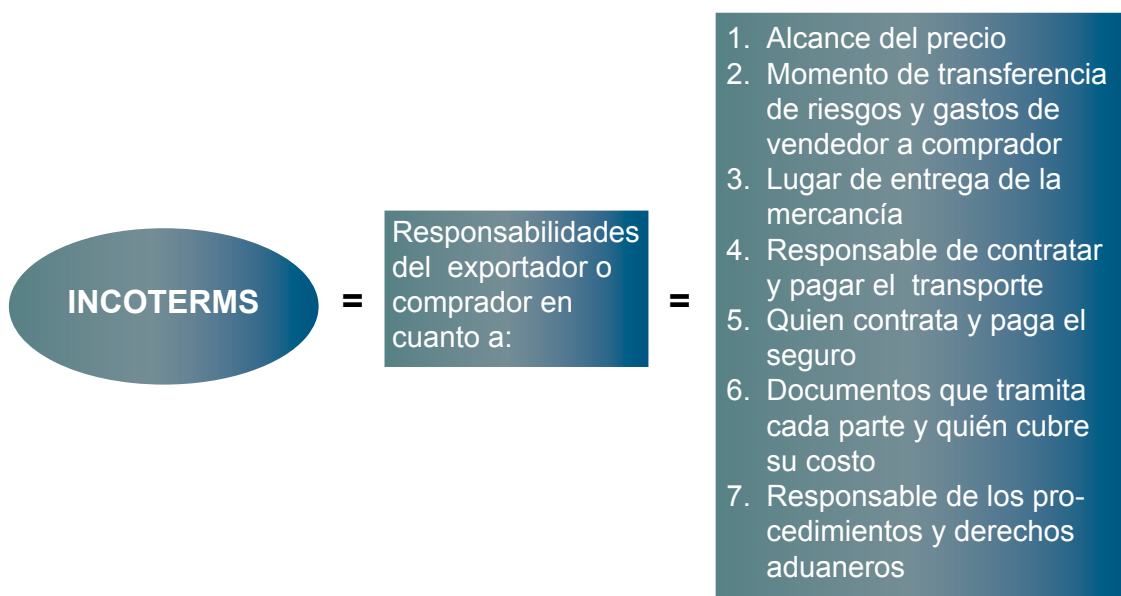 INCOTERMS
=
Responsabilidades
del exportador o
comprador en
cuanto a:
=
1. Alcance del precio
2. Momento de transferencia
de riesgos y gastos de
vendedor a comprador
3. Lugar de entrega de la
mercancía
4. Responsable de contratar
y pagar el transporte
5. Quien contrata y paga el
seguro
6. Documentos que tramita
cada parte y quién cubre
su costo
7. Responsable de los pro-
cedimientos y derechos
aduaneros